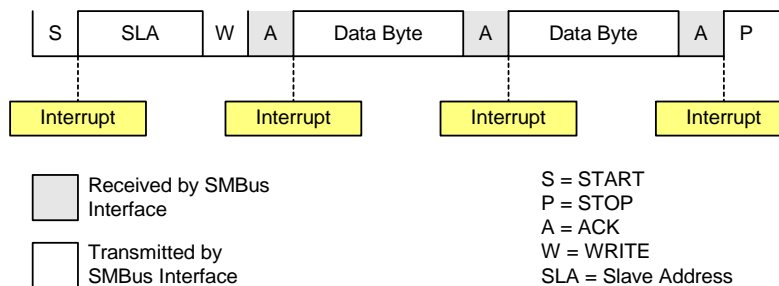 S SLA W A Data Byte A Data Byte A P
Interrupt Interrupt Interrupt Interrupt
Received by SMBus
Interface
Transmitted by
SMBus Interface
S = START
P = STOP
A = ACK
W = WRITE
SLA = Slave Address